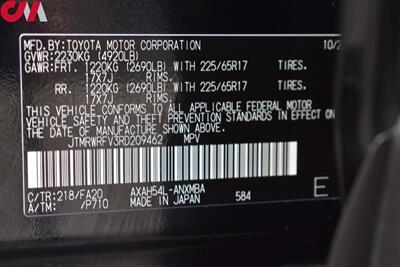 CMA
MFD.BY:TOYOTA MOTOR CORPORATION 10/2
GVWR:2230KG (4920LB)
GAWR:FRT. 1220KG (2690LB) WITH 225/65R17 TIRES.
17X7J RIMS.
RR. 1220KG (2690LB) WITH 225/65R17 TIRES.
17X7J RIMS.
THIS VEHICLE CONFORMS TO ALL APPLICABLE FEDERAL MOTOR
VEHICLE SAFETY AND THEFT PREVENTION STANDARDS IN EFFECT
ON THE DATE OF MANUFACTURE SHOWN ABOVE.
JTMRWRFV3RD209462 MPV
C/TR:218/FA20 AXAH54L-ANXMBA
A/TM: /P710 MADE IN JAPAN 584 E